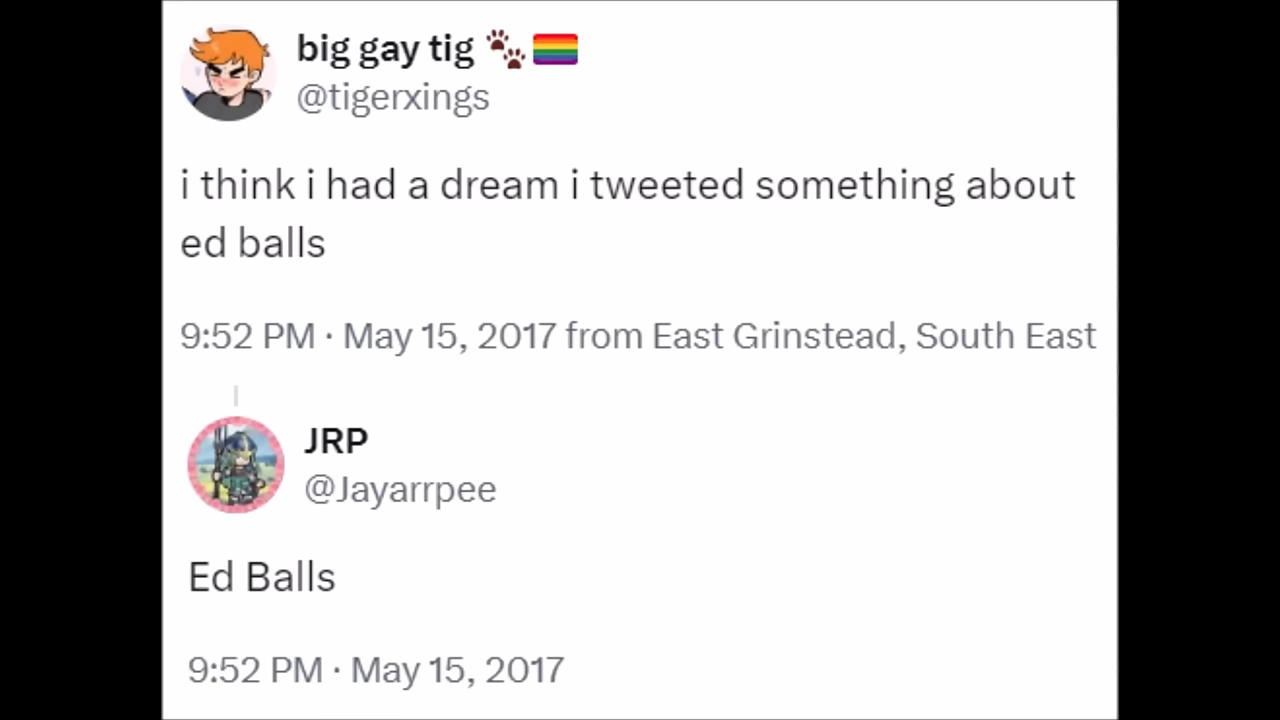 big gay tig 🐾🏳️‍🌈
@tigerxings
i think i had a dream i tweeted something about
ed balls
9:52 PM · May 15, 2017 from East Grinstead, South East
JRP
@Jayarrpee
Ed Balls
9:52 PM · May 15, 2017